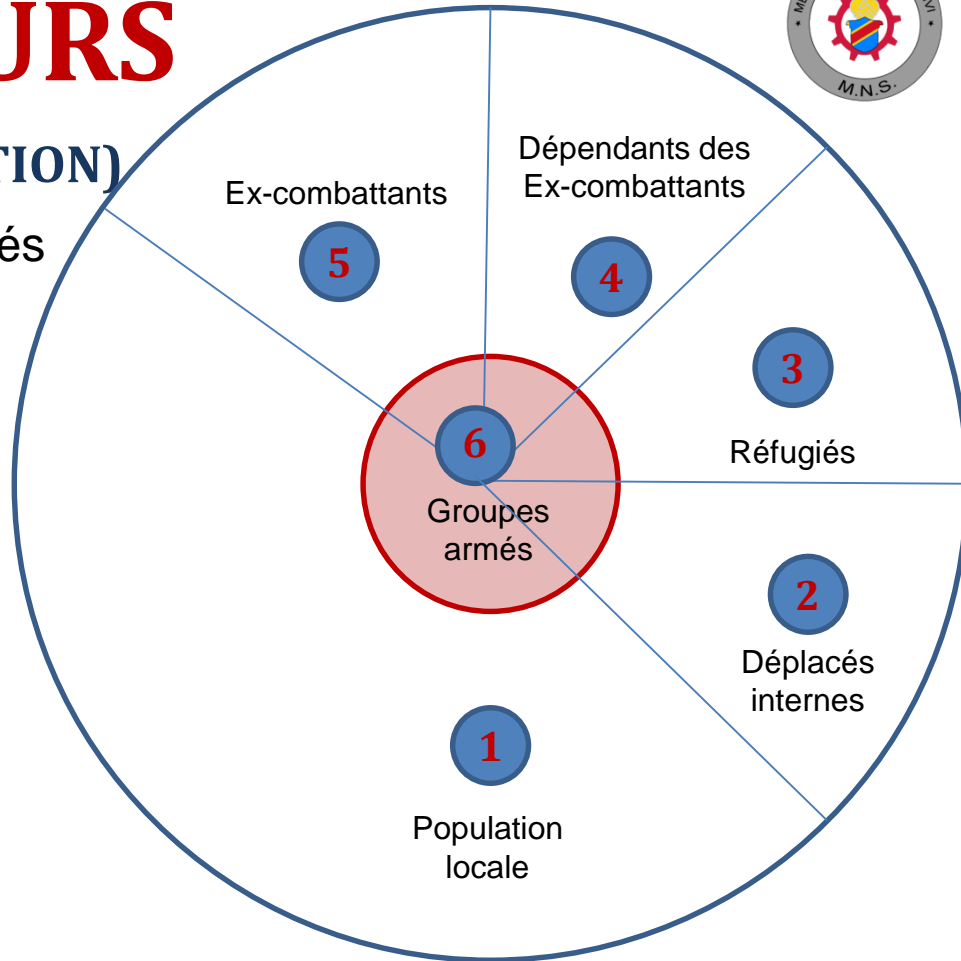 URS
TION)
és
M.N.S.
Dépendants des
Ex-combattants
Ex-combattants
5
4
3
Réfugiés
6
Groupes
armés
2
Déplacés
internes
1
Population
locale